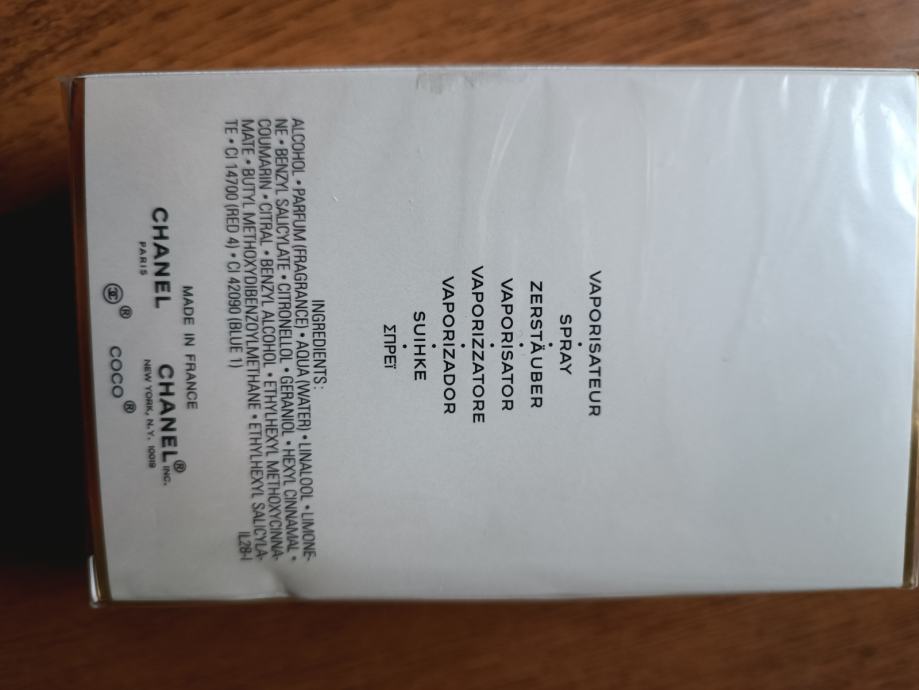 VAPORISATEUR
•
SPRAY
•
ZERSTÄUBER
•
VAPORISATOR
•
VAPORIZZATORE
•
VAPORIZADOR
•
SUIHKE
•
ΣΠΡΕΪ
INGREDIENTS:
ALCOHOL • PARFUM (FRAGRANCE) • AQUA (WATER) • LINALOOL • LIMONE-
NE • BENZYL SALICYLATE • CITRONELLOL • GERANIOL • HEXYL CINNAMAL •
COUMARIN • CITRAL • BENZYL ALCOHOL • ETHYLHEXYL METHOXYCINNA-
MATE • BUTYL METHOXYDIBENZOYLMETHANE • ETHYLHEXYL SALICYLA-
TE • CI 14700 (RED 4) • CI 42090 (BLUE 1)
IL28-I
MADE IN FRANCE
CHANEL CHANEL® INC.
PARIS NEW YORK, N.Y. 10019
® COCO ®